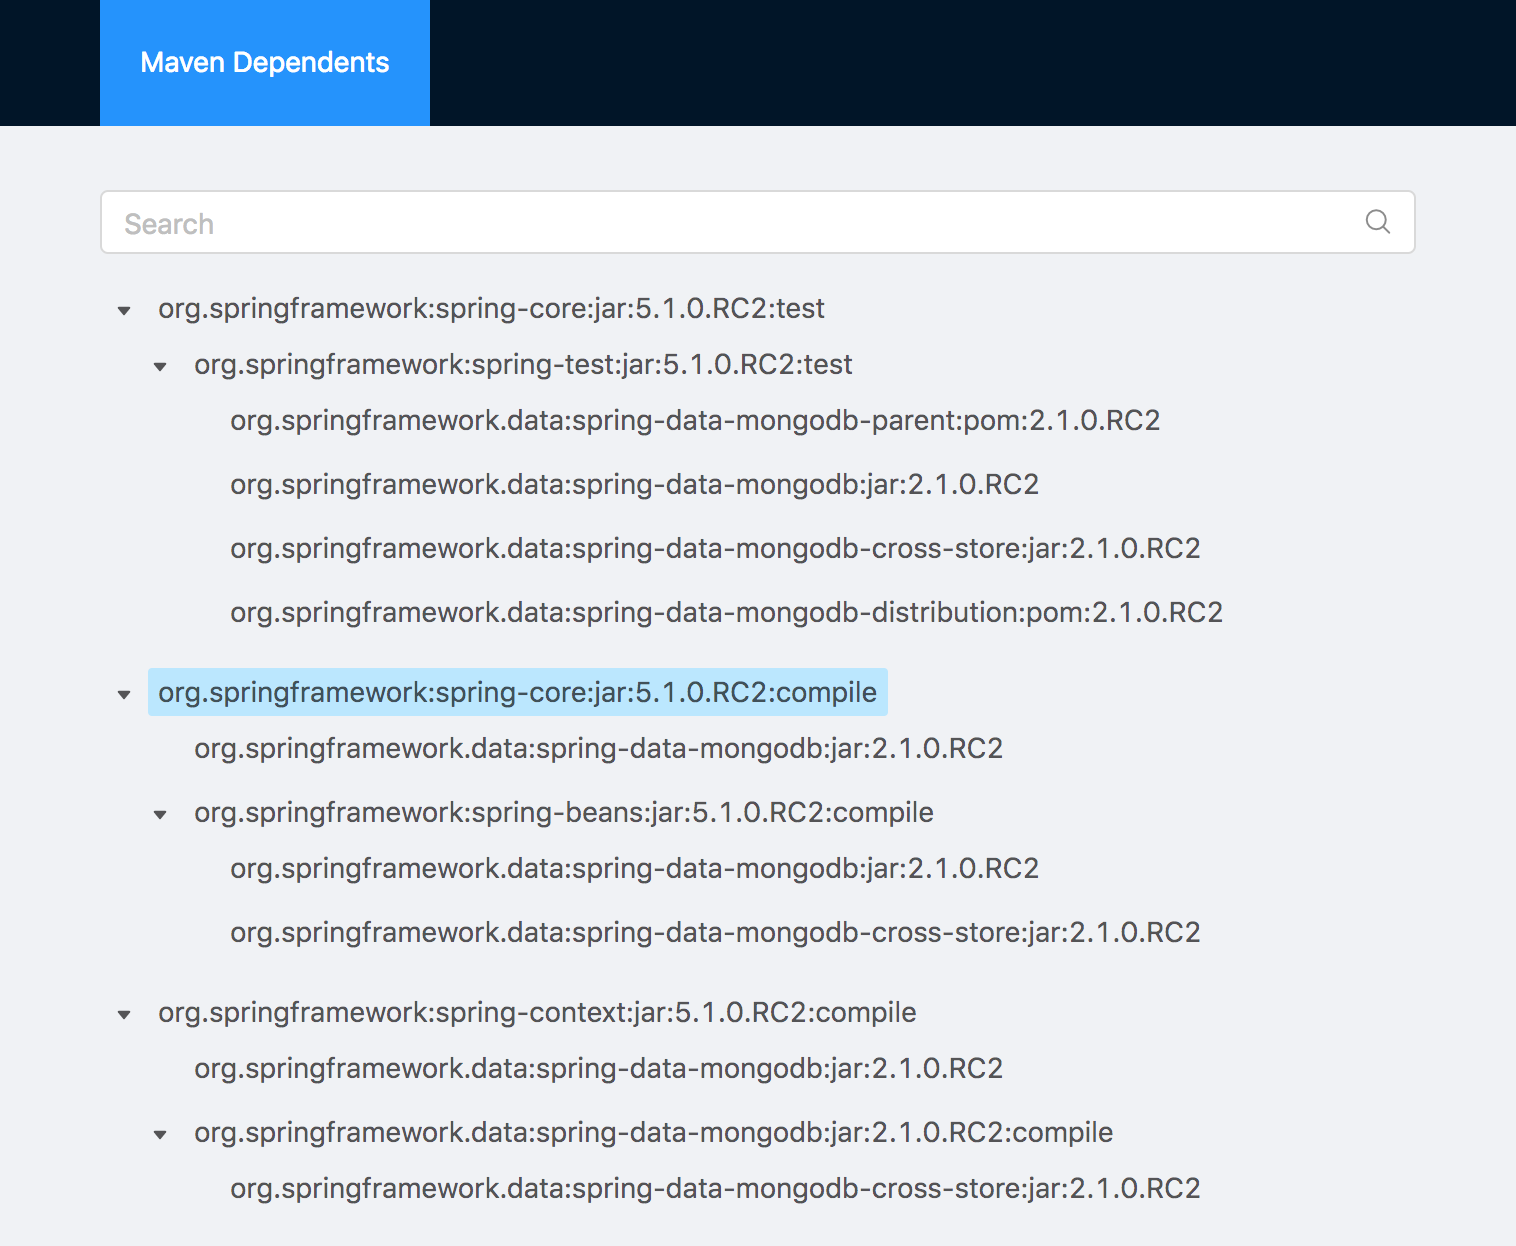 Maven Dependents
Search
org.springframework:spring-core:jar:5.1.0.RC2:test
org.springframework:spring-test:jar:5.1.0.RC2:test
org.springframework.data:spring-data-mongodb-parent:pom:2.1.0.RC2
org.springframework.data:spring-data-mongodb:jar:2.1.0.RC2
org.springframework.data:spring-data-mongodb-cross-store:jar:2.1.0.RC2
org.springframework.data:spring-data-mongodb-distribution:pom:2.1.0.RC2
org.springframework:spring-core:jar:5.1.0.RC2:compile
org.springframework.data:spring-data-mongodb:jar:2.1.0.RC2
org.springframework:spring-beans:jar:5.1.0.RC2:compile
org.springframework.data:spring-data-mongodb:jar:2.1.0.RC2
org.springframework.data:spring-data-mongodb-cross-store:jar:2.1.0.RC2
org.springframework:spring-context:jar:5.1.0.RC2:compile
org.springframework.data:spring-data-mongodb:jar:2.1.0.RC2
org.springframework.data:spring-data-mongodb:jar:2.1.0.RC2:compile
org.springframework.data:spring-data-mongodb-cross-store:jar:2.1.0.RC2